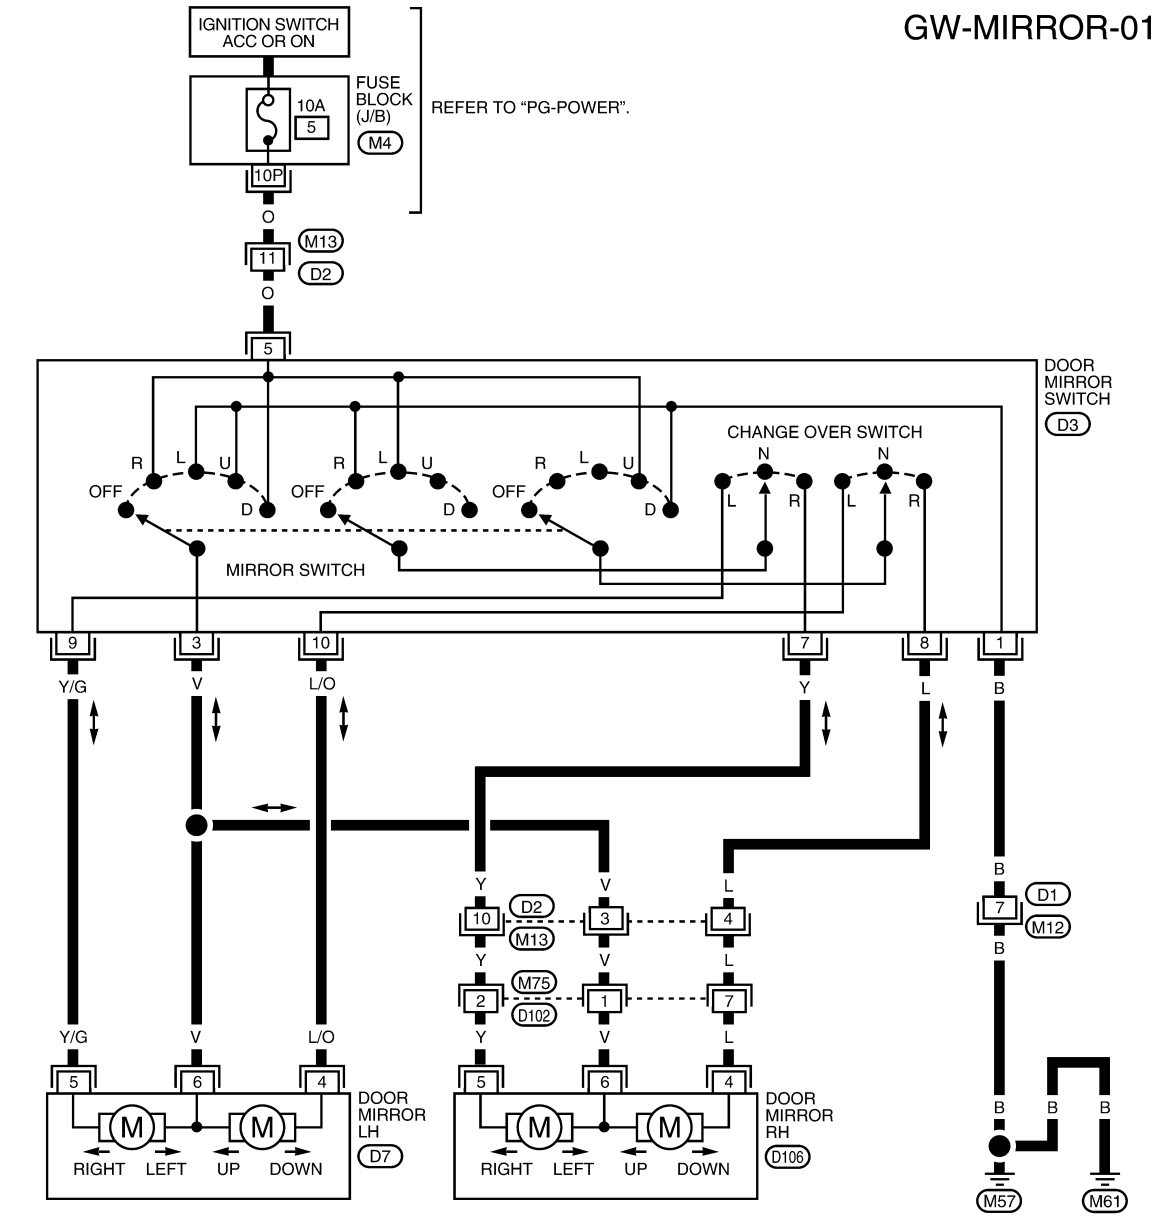 GW-MIRROR-01
IGNITION SWITCH
ACC OR ON
FUSE
BLOCK
(J/B)
M4
10A
5
REFER TO “PG-POWER”.
10P
O
M13
11
D2
O
5
DOOR
MIRROR
SWITCH
D3
CHANGE OVER SWITCH
OFF R L U D
OFF R L U D
OFF R L U D
L N R
L N R
MIRROR SWITCH
9 3 10 7 8 1
Y/G V L/O Y L B
Y V L B
10 D2 3 4 7 D1
M13 M12
Y V L B
M75
2 1 7
D102
Y/G V L/O Y V L
5 6 4 5 6 4
DOOR
MIRROR
LH
D7
M M
RIGHT LEFT UP DOWN
DOOR
MIRROR
RH
D106
M M
RIGHT LEFT UP DOWN
B B B
M57 M61